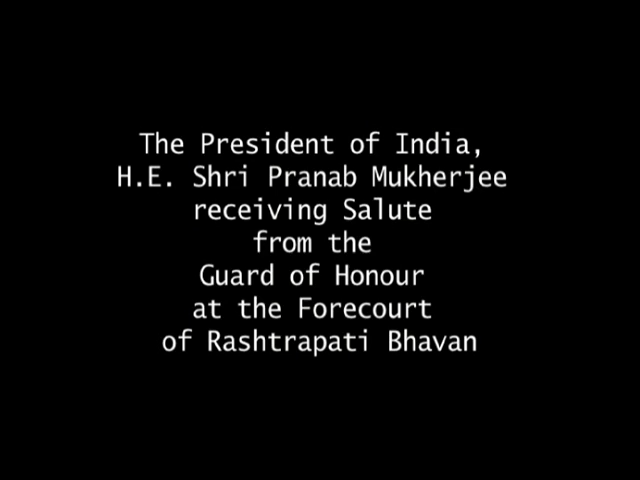 The President of India,
H.E. Shri Pranab Mukherjee
receiving Salute
from the
Guard of Honour
at the Forecourt
of Rashtrapati Bhavan